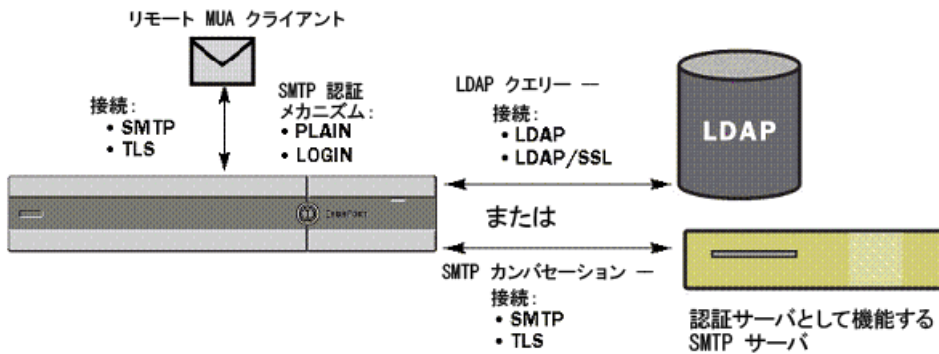 リモート MUA クライアント
接続:
• SMTP
• TLS
SMTP 認証
メカニズム:
• PLAIN
• LOGIN
LDAP クエリー —
接続:
• LDAP
• LDAP/SSL
LDAP
または
SMTP カンバセーション —
接続:
• SMTP
• TLS
認証サーバとして機能する
SMTP サーバ